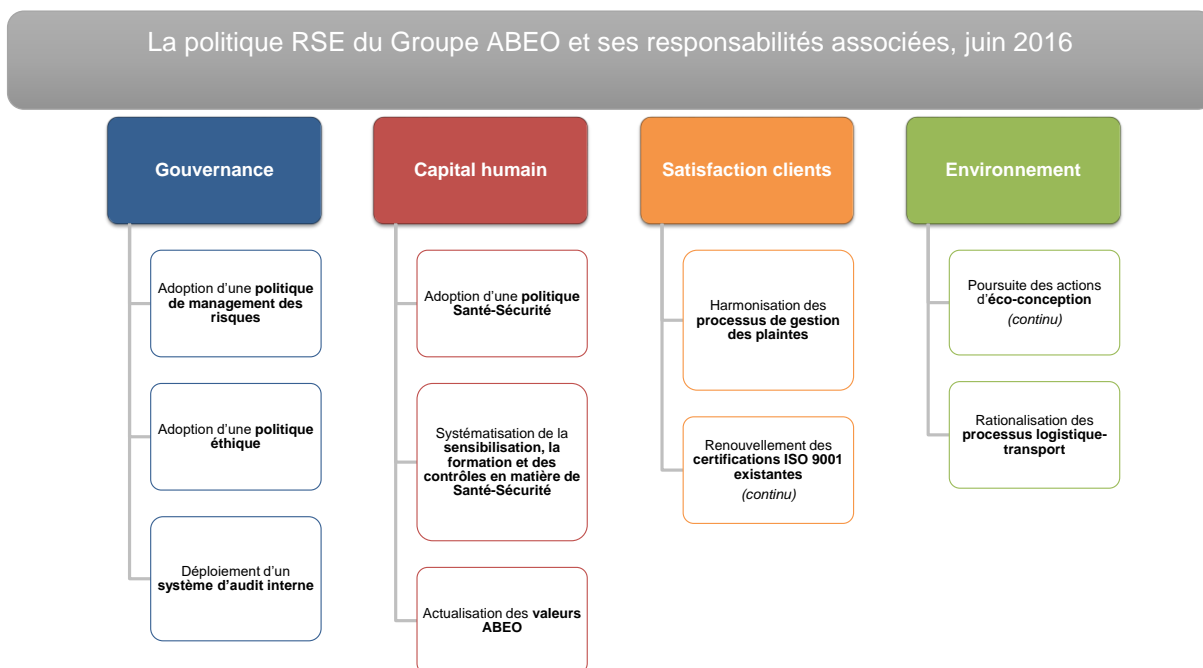 La politique RSE du Groupe ABEO et ses responsabilités associées, juin 2016
Gouvernance
Adoption d'une politique
de management des
risques
Adoption d'une politique
éthique
Déploiement d'un
système d'audit interne
Capital humain
Adoption d'une politique
Santé-Sécurité
Systématisation de la
sensibilisation, la
formation et des
contrôles en matière de
Santé-Sécurité
Actualisation des valeurs
ABEO
Satisfaction clients
Harmonisation des
processus de gestion
des plaintes
Renouvellement des
certifications ISO 9001
existantes
(continu)
Environnement
Poursuite des actions
d'éco-conception
(continu)
Rationalisation des
processus logistique-
transport